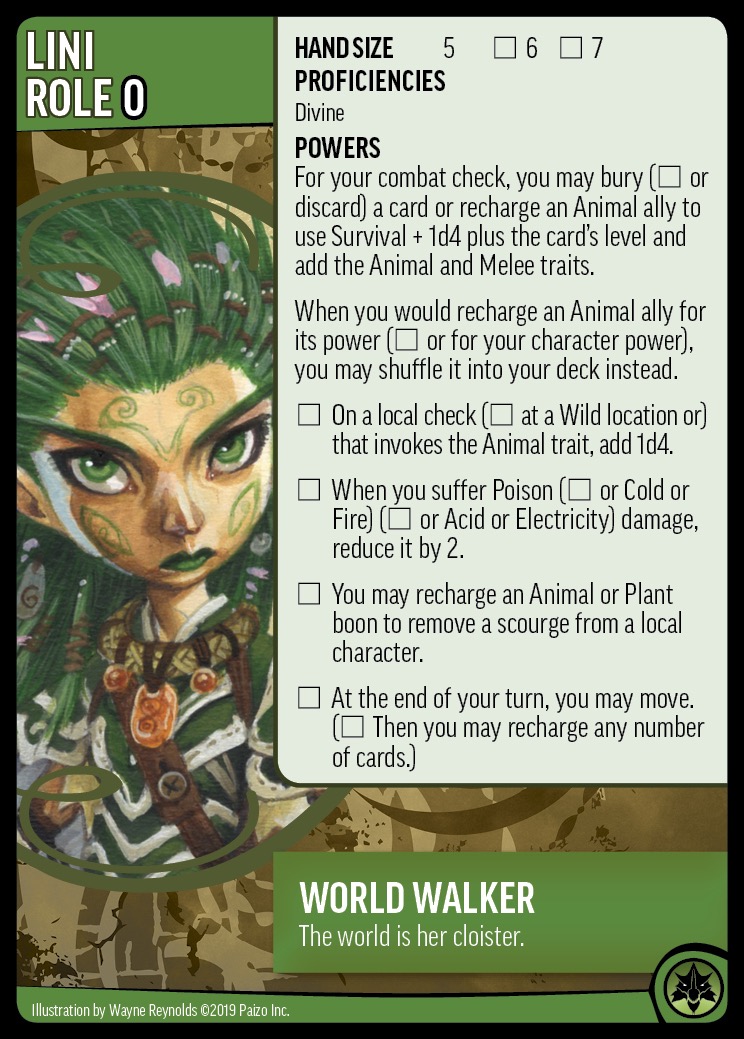 LINI
ROLE 0
HAND SIZE 5 ☐ 6 ☐ 7
PROFICIENCIES
Divine
POWERS
For your combat check, you may bury (☐ or
discard) a card or recharge an Animal ally to
use Survival + 1d4 plus the card's level and
add the Animal and Melee traits.
When you would recharge an Animal ally for
its power (☐ or for your character power),
you may shuffle it into your deck instead.
☐ On a local check (☐ at a Wild location or)
that invokes the Animal trait, add 1d4.
☐ When you suffer Poison (☐ or Cold or
Fire) (☐ or Acid or Electricity) damage,
reduce it by 2.
☐ You may recharge an Animal or Plant
boon to remove a scourge from a local
character.
☐ At the end of your turn, you may move.
(☐ Then you may recharge any number
of cards.)
WORLD WALKER
The world is her cloister.
Illustration by Wayne Reynolds ©2019 Paizo Inc.